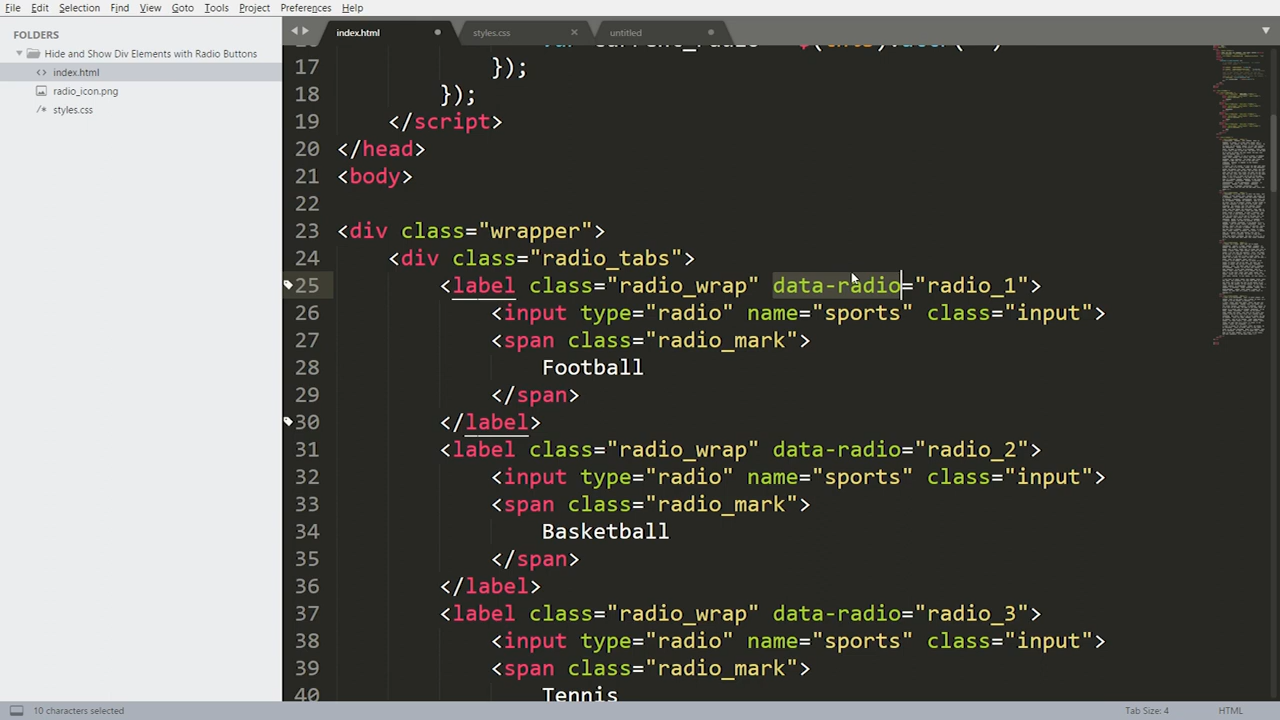 File Edit Selection Find View Goto Tools Project Preferences Help
FOLDERS
Hide and Show Div Elements with Radio Buttons
<> index.html
radio_icon.png
/* styles.css
index.html
styles.css ×
untitled
17 });
18 });
19 </script>
20 </head>
21 <body>
22
23 <div class="wrapper">
24 <div class="radio_tabs">
25 <label class="radio_wrap" data-radio="radio_1">
26 <input type="radio" name="sports" class="input">
27 <span class="radio_mark">
28 Football
29 </span>
30 </label>
31 <label class="radio_wrap" data-radio="radio_2">
32 <input type="radio" name="sports" class="input">
33 <span class="radio_mark">
34 Basketball
35 </span>
36 </label>
37 <label class="radio_wrap" data-radio="radio_3">
38 <input type="radio" name="sports" class="input">
39 <span class="radio_mark">
40 Tennis
10 characters selected
Tab Size: 4
HTML